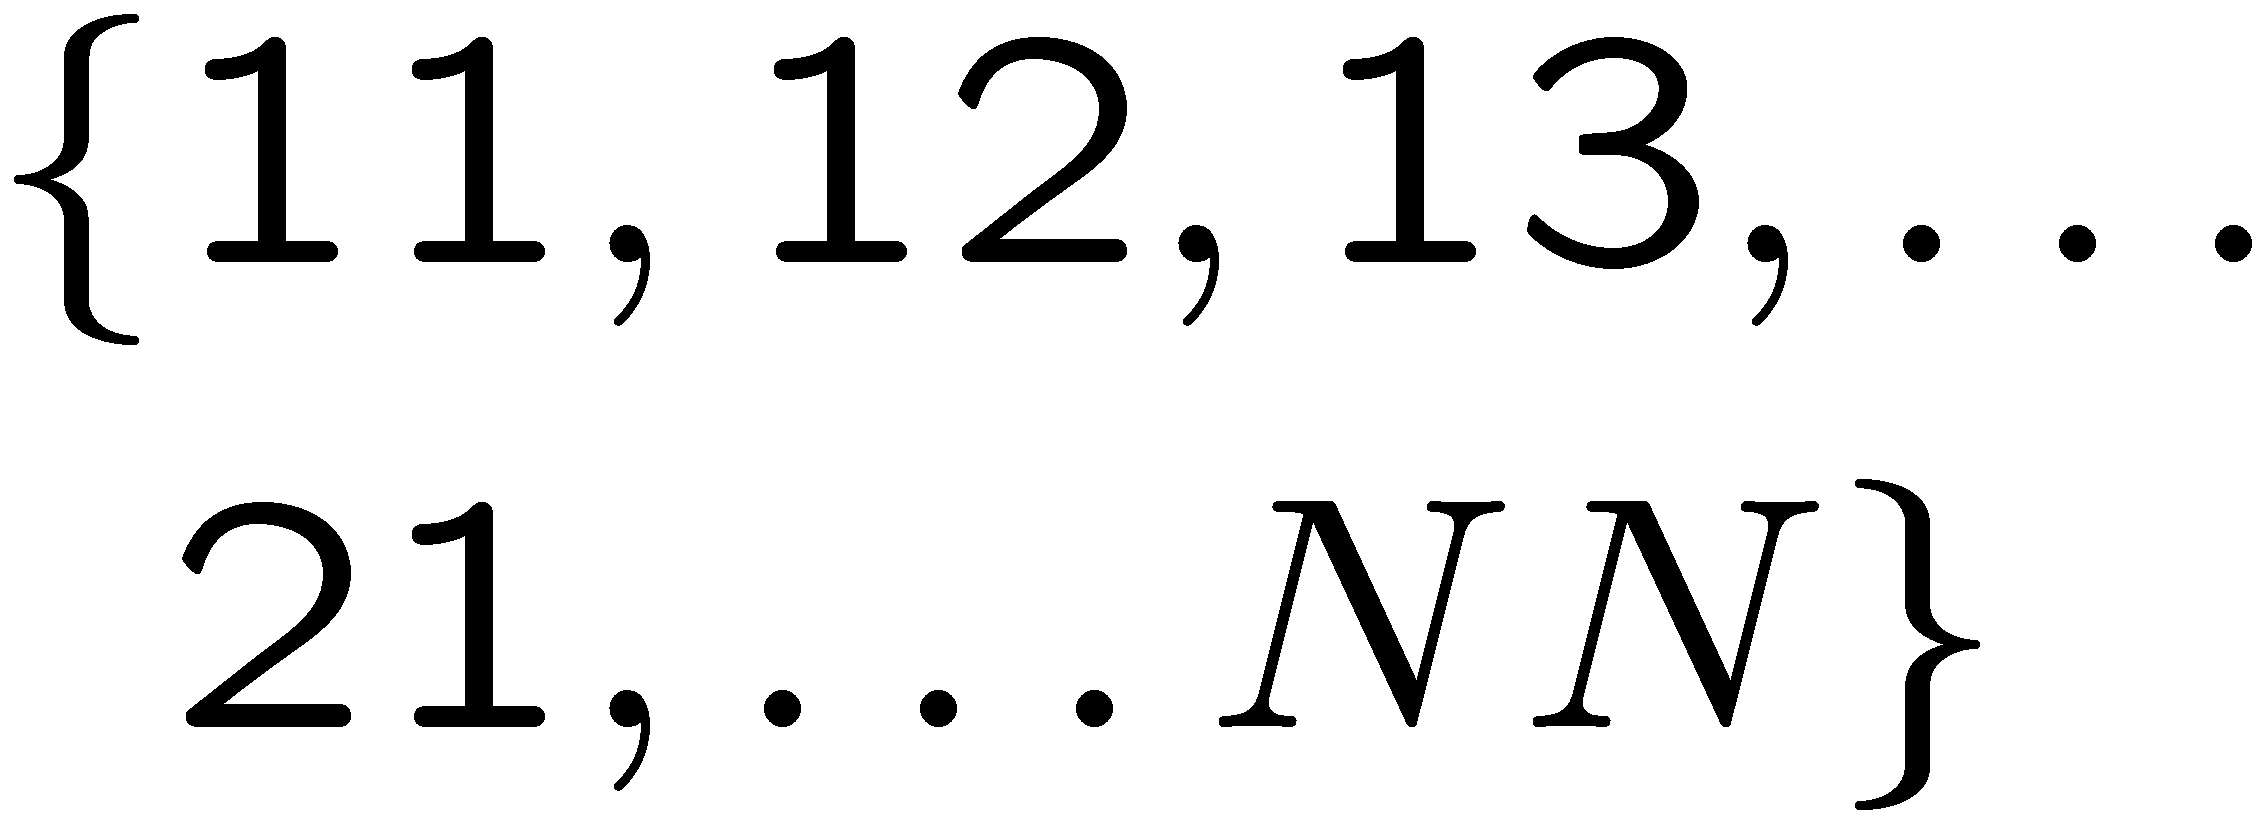 {11, 12, 13, ...
21, ... NN}